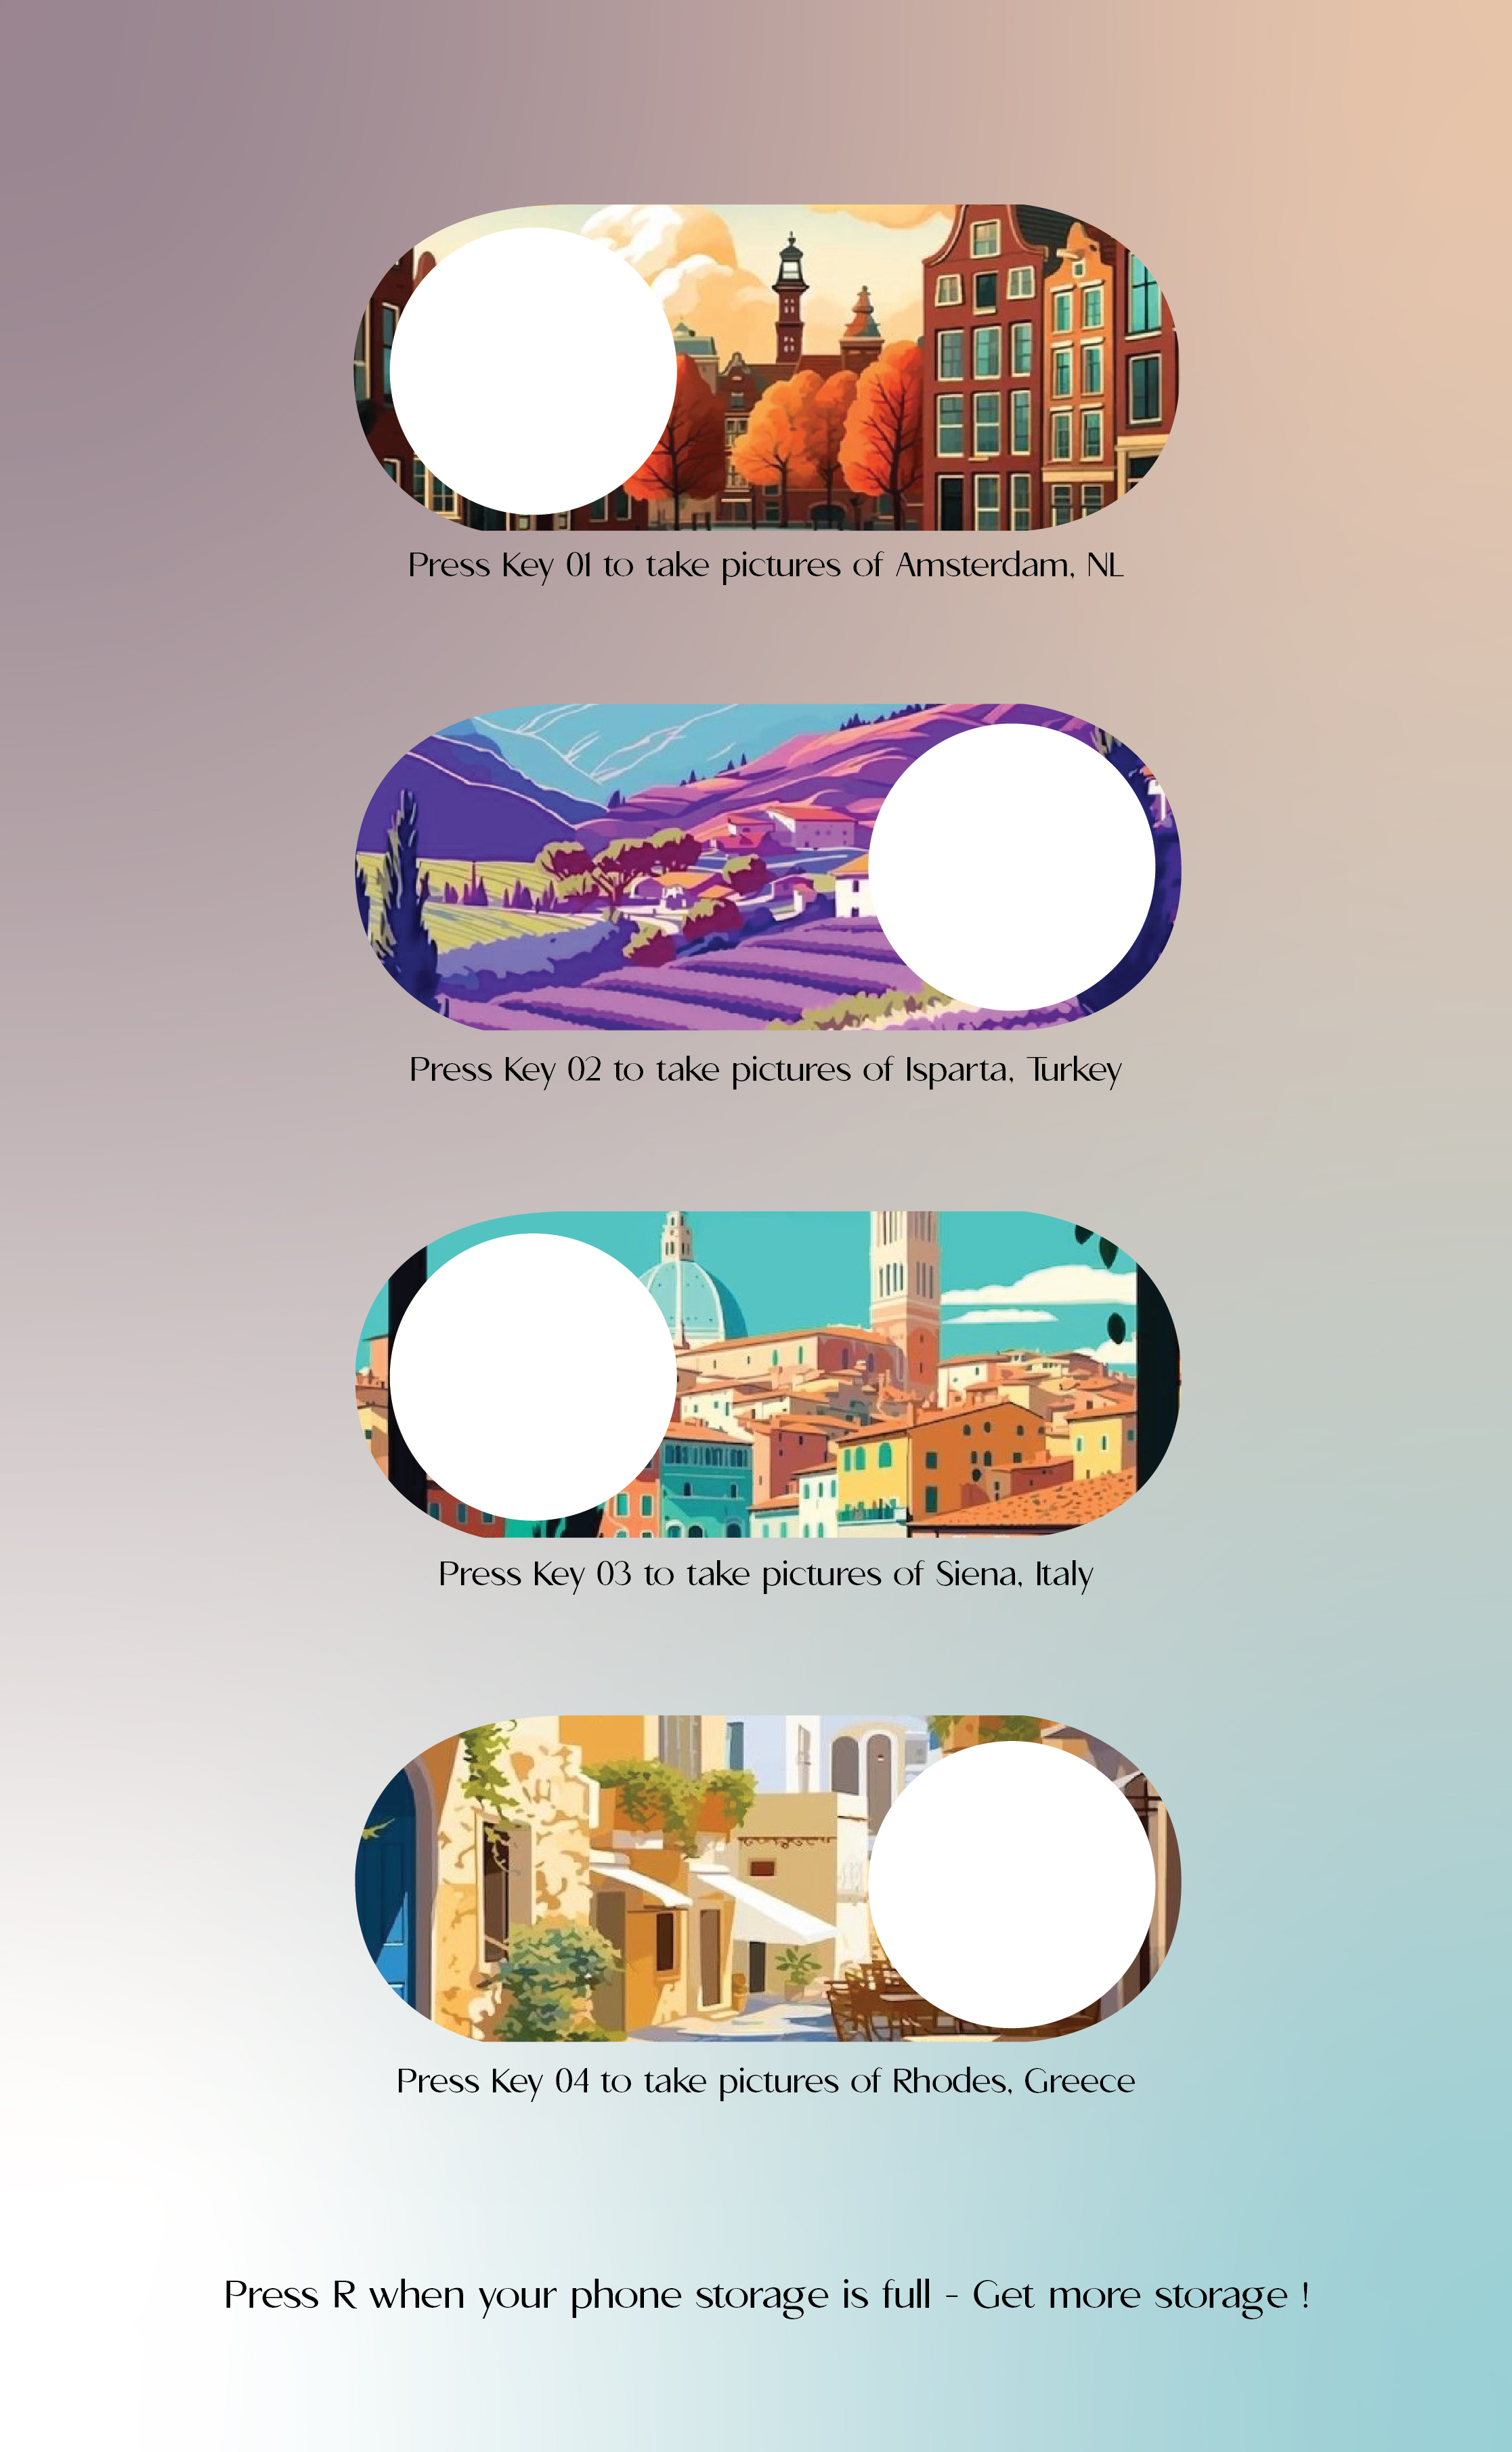 Press Key 01 to take pictures of Amsterdam, NL
Press Key 02 to take pictures of Isparta, Turkey
Press Key 03 to take pictures of Siena, Italy
Press Key 04 to take pictures of Rhodes, Greece
Press R when your phone storage is full - Get more storage !